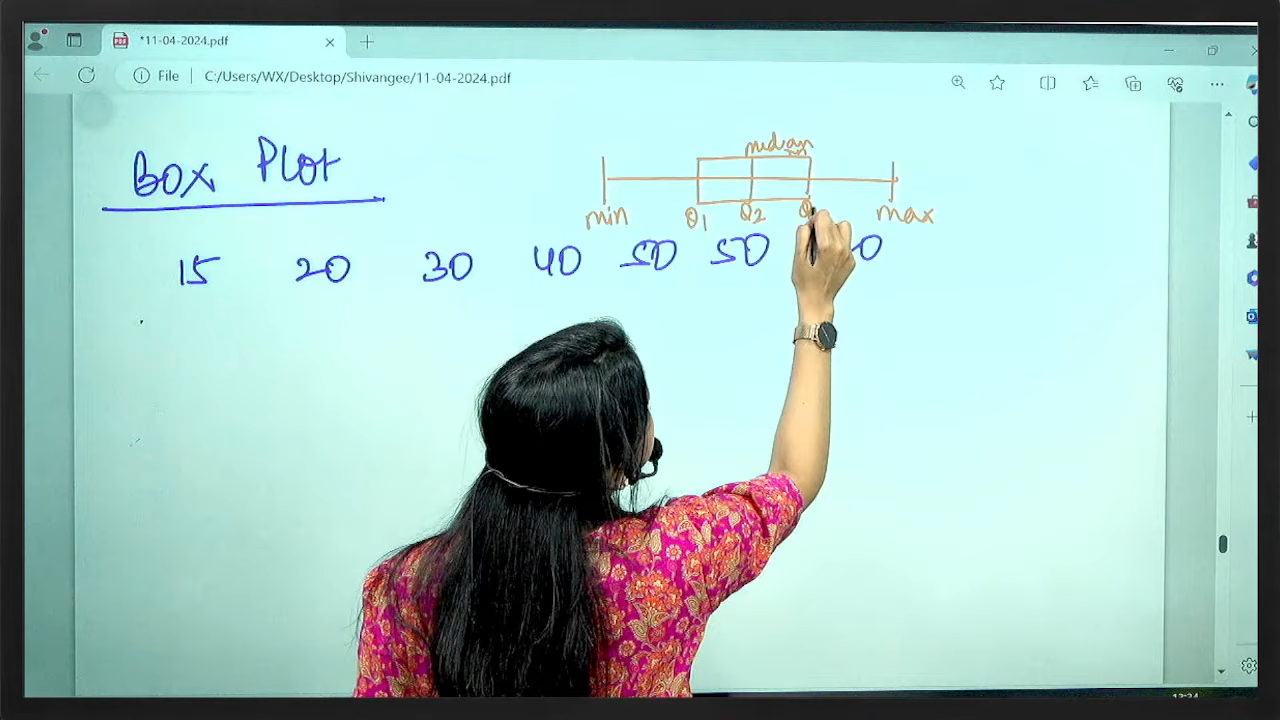 *11-04-2024.pdf
File C:/Users/WX/Desktop/Shivangee/11-04-2024.pdf
Box Plot
median
min Q1 Q2 max
15 20 30 40 50 50